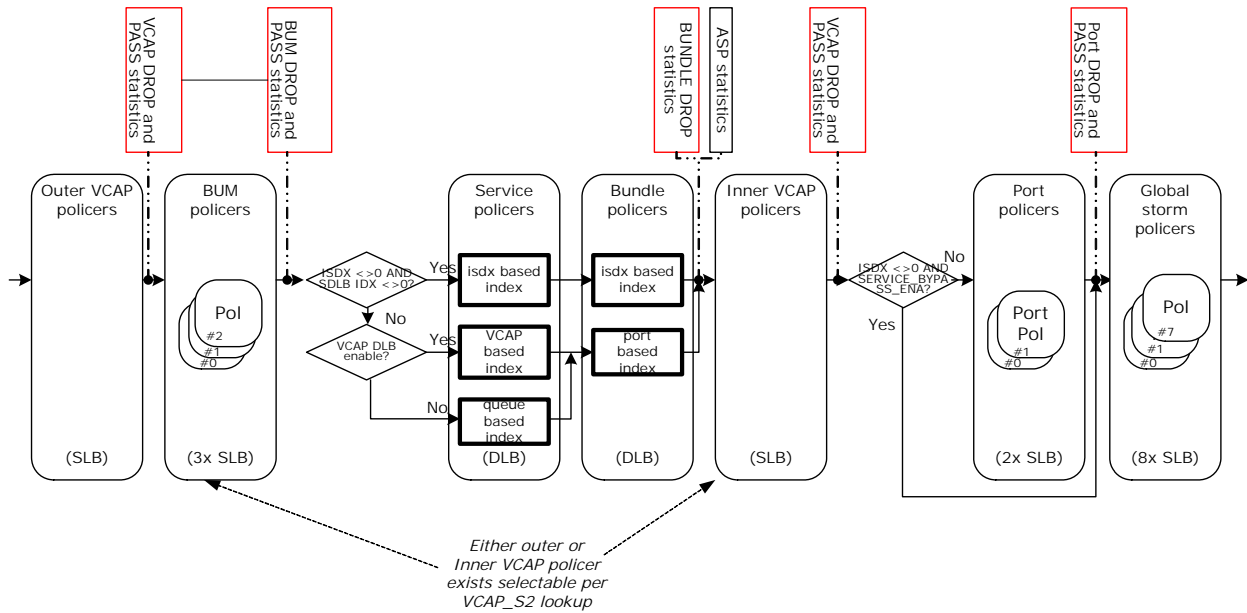 VCAP DROP and
PASS statistics
BUM DROP and
PASS statistics
BUNDLE DROP
statistics
ASP statistics
VCAP DROP and
PASS statistics
Port DROP and
PASS statistics
Outer VCAP
policers
(SLB)
BUM
policers
Pol
#2
#1
#0
(3x SLB)
ISDX <>0 AND
SDLB IDX <>0?
Yes
No
VCAP DLB
enable?
Yes
No
Service
policers
isdx based
index
VCAP
based
index
queue
based
index
(DLB)
Bundle
policers
isdx based
index
port based
index
(DLB)
Inner VCAP
policers
(SLB)
ISDX <>0 AND
SERVICE_BYPA
SS_ENA?
No
Yes
Port
policers
Port
Pol
#1
#0
(2x SLB)
Global
storm
policers
Pol
#7
#1
#0
(8x SLB)
Either outer or
Inner VCAP policer
exists selectable per
VCAP_S2 lookup